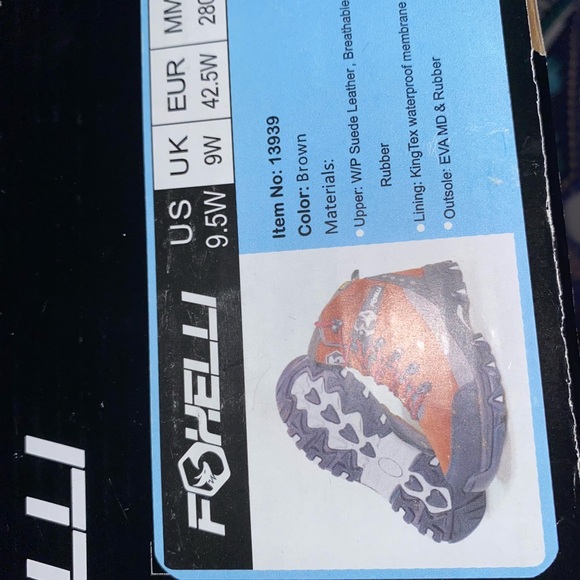 FOXELLI
US UK EUR MM
9.5W 9W 42.5W 280
Item No: 13939
Color: Brown
Materials:
Upper: W/P Suede Leather, Breathable
Rubber
Lining: KingTex waterproof membrane
Outsole: EVA MD & Rubber
LLI